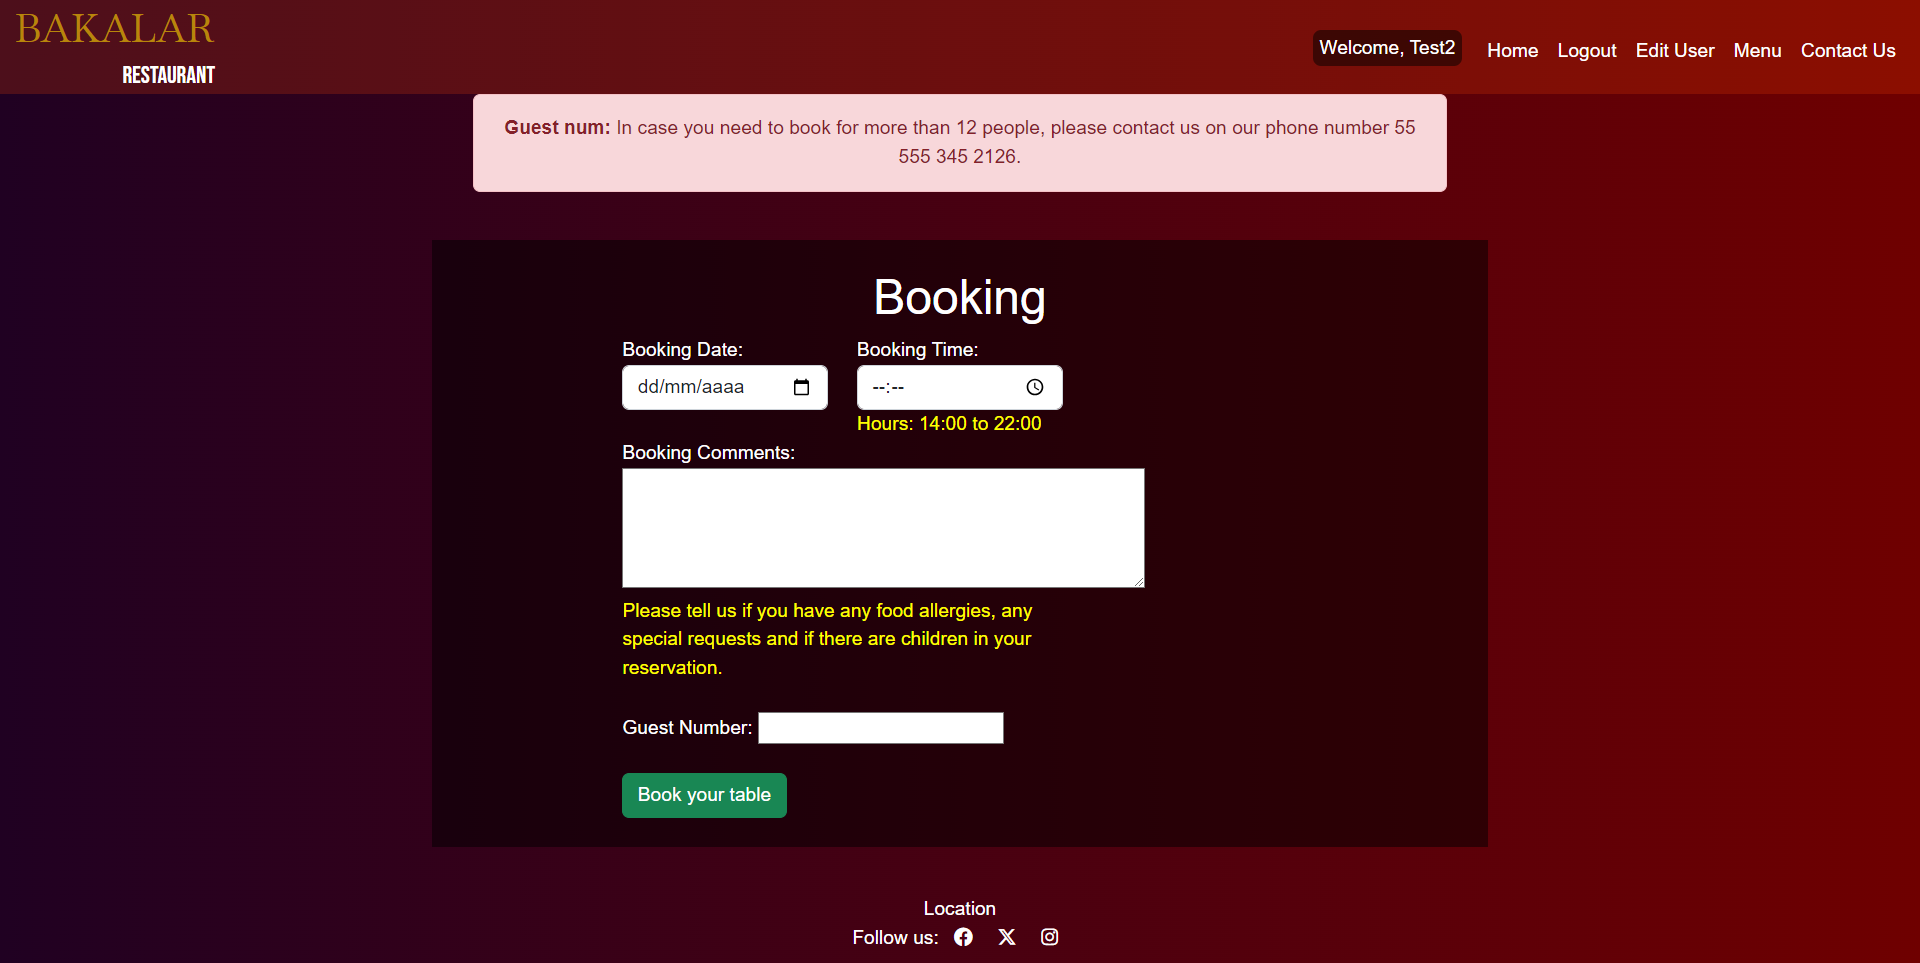 BAKALAR
RESTAURANT
Welcome, Test2
Home
Logout
Edit User
Menu
Contact Us
Guest num: In case you need to book for more than 12 people, please contact us on our phone number 55
555 345 2126.
Booking
Booking Date:
Booking Time:
dd/mm/aaaa
--:--
Hours: 14:00 to 22:00
Booking Comments:
Please tell us if you have any food allergies, any
special requests and if there are children in your
reservation.
Guest Number:
Book your table
Location
Follow us: